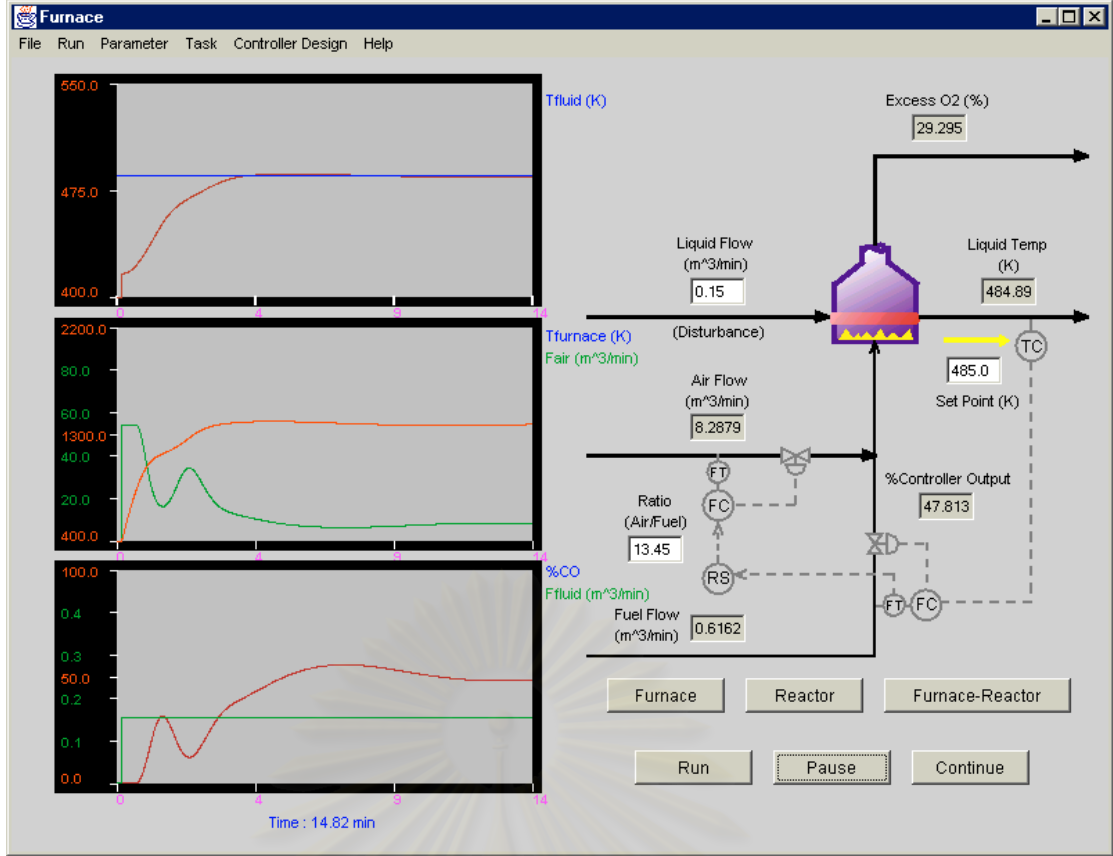 Furnace
File Run Parameter Task Controller Design Help
550.0
475.0
400.0
0 4 9 14
Tfluid (K)
2200.0
80.0
60.0
1300.0
40.0
20.0
400.0
0 4 9 14
Tfurnace (K)
Fair (m^3/min)
100.0
0.4
0.3
50.0
0.2
0.1
0.0
0 4 9 14
%CO
Ffluid (m^3/min)
Time : 14.82 min
Excess O2 (%)
29.295
Liquid Flow
(m^3/min)
0.15
(Disturbance)
Liquid Temp
(K)
484.89
TC
485.0
Set Point (K)
Air Flow
(m^3/min)
8.2879
FT
FC
Ratio
(Air/Fuel)
13.45
RS
%Controller Output
47.813
FT FC
Fuel Flow
(m^3/min)
0.6162
Furnace Reactor Furnace-Reactor
Run Pause Continue